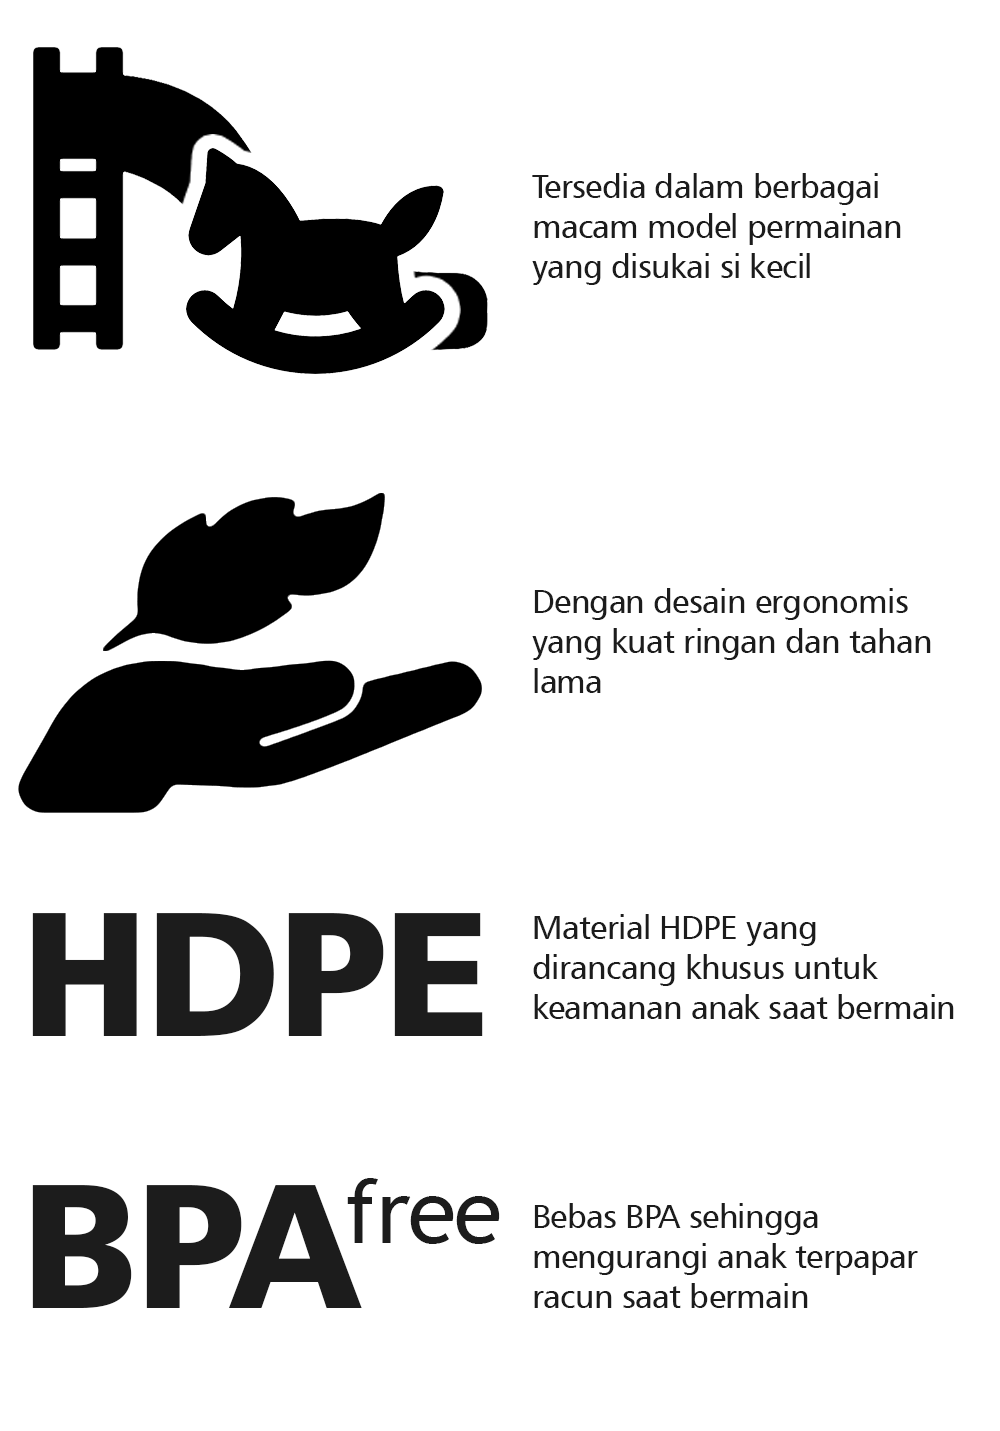 Tersedia dalam berbagai
macam model permainan
yang disukai si kecil
Dengan desain ergonomis
yang kuat ringan dan tahan
lama
HDPE
Material HDPE yang
dirancang khusus untuk
keamanan anak saat bermain
BPA free
Bebas BPA sehingga
mengurangi anak terpapar
racun saat bermain